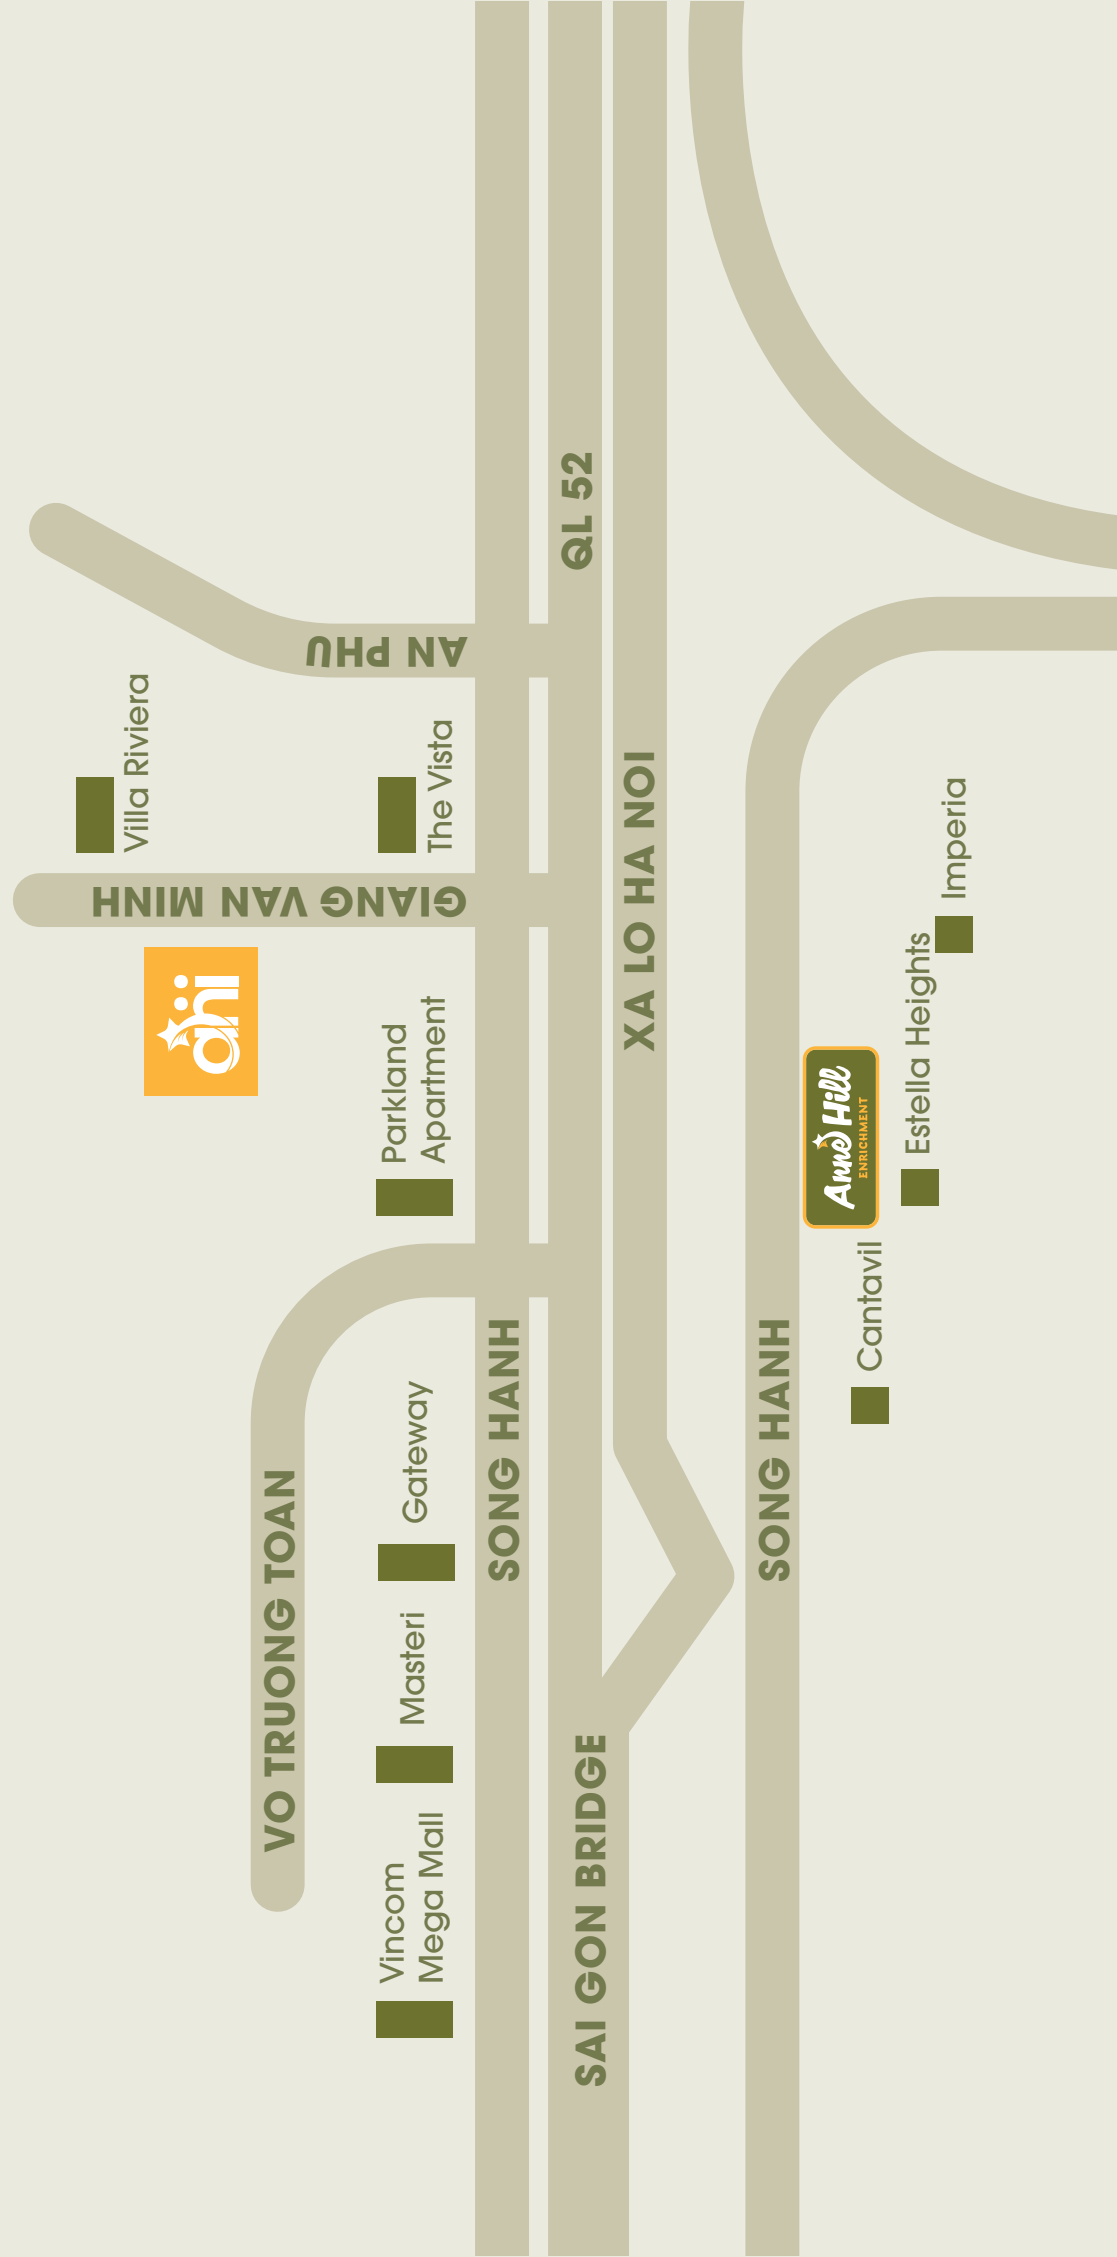 Villa Riviera
AN PHU
The Vista
GIANG VAN MINH
ahi
Parkland
Apartment
QL 52
XA LO HA NOI
VO TRUONG TOAN
Gateway
Masteri
Vincom
Mega Mall
SONG HANH
SAI GON BRIDGE
SONG HANH
Anne Hill
ENRICHMENT
Cantavil
Estella Heights
Imperia